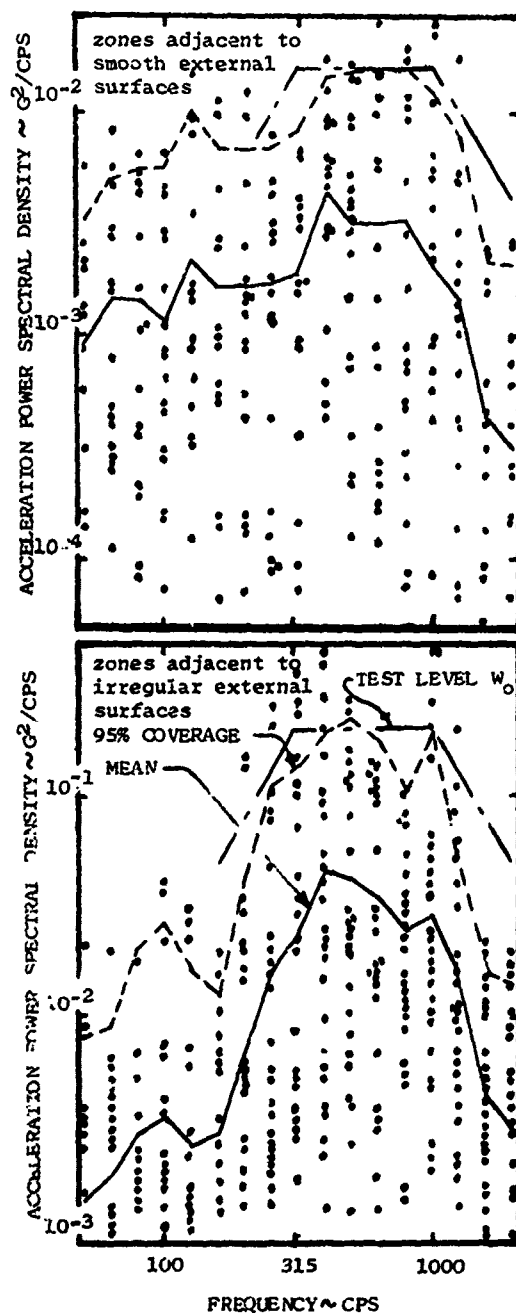 zones adjacent to
smooth external
surfaces
10-2
10-3
10-4
ACCELERATION POWER SPECTRAL DENSITY ~ G2/CPS
zones adjacent to
irregular external
surfaces
95% COVERAGE
MEAN
TEST LEVEL Wo
10-1
10-2
10-3
ACCELERATION POWER SPECTRAL DENSITY ~ G2/CPS
100
315
1000
FREQUENCY ~ CPS